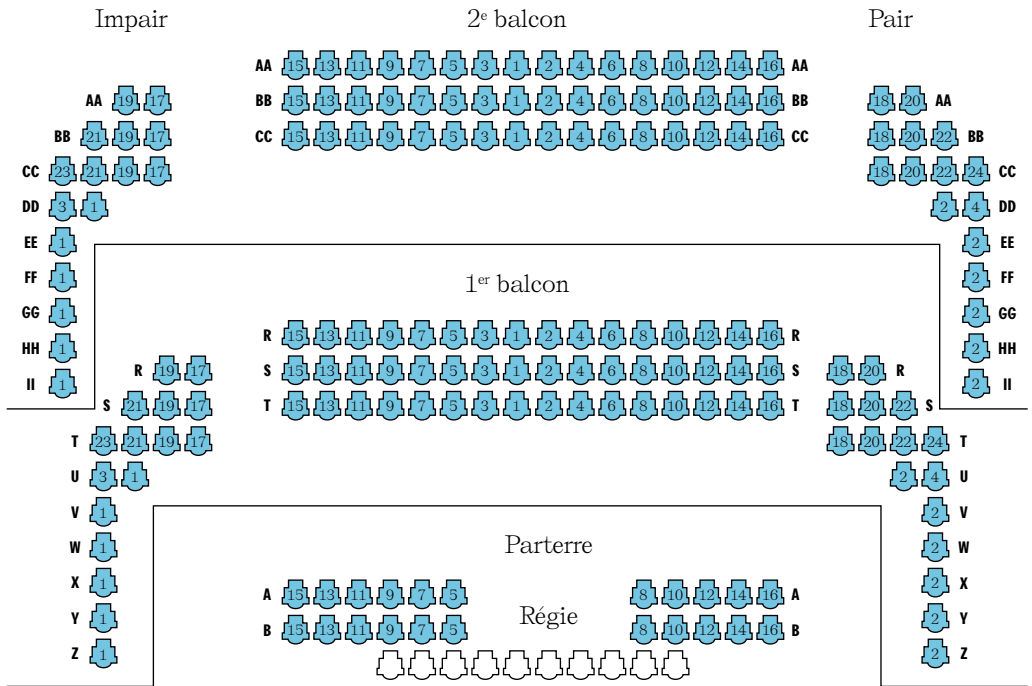 Impair 2e balcon Pair
AA 15 13 11 9 7 5 3 1 2 4 6 8 10 12 14 16 AA
AA 19 17 BB 15 13 11 9 7 5 3 1 2 4 6 8 10 12 14 16 BB 18 20 AA
BB 21 19 17 CC 15 13 11 9 7 5 3 1 2 4 6 8 10 12 14 16 CC 18 20 22 BB
CC 23 21 19 17 18 20 22 24 CC
DD 3 1 2 4 DD
EE 1 2 EE
FF 1 2 FF
1er balcon
GG 1 2 GG
R 15 13 11 9 7 5 3 1 2 4 6 8 10 12 14 16 R
HH 1 2 HH
R 19 17 S 15 13 11 9 7 5 3 1 2 4 6 8 10 12 14 16 S 18 20 R
II 1 2 II
S 21 19 17 T 15 13 11 9 7 5 3 1 2 4 6 8 10 12 14 16 T 18 20 22 S
T 23 21 19 17 18 20 22 24 T
U 3 1 2 4 U
V 1 2 V
W 1 Parterre 2 W
X 1 2 X
A 15 13 11 9 7 5 8 10 12 14 16 A
Y 1 Régie 2 Y
B 15 13 11 9 7 5 8 10 12 14 16 B
Z 1 2 Z